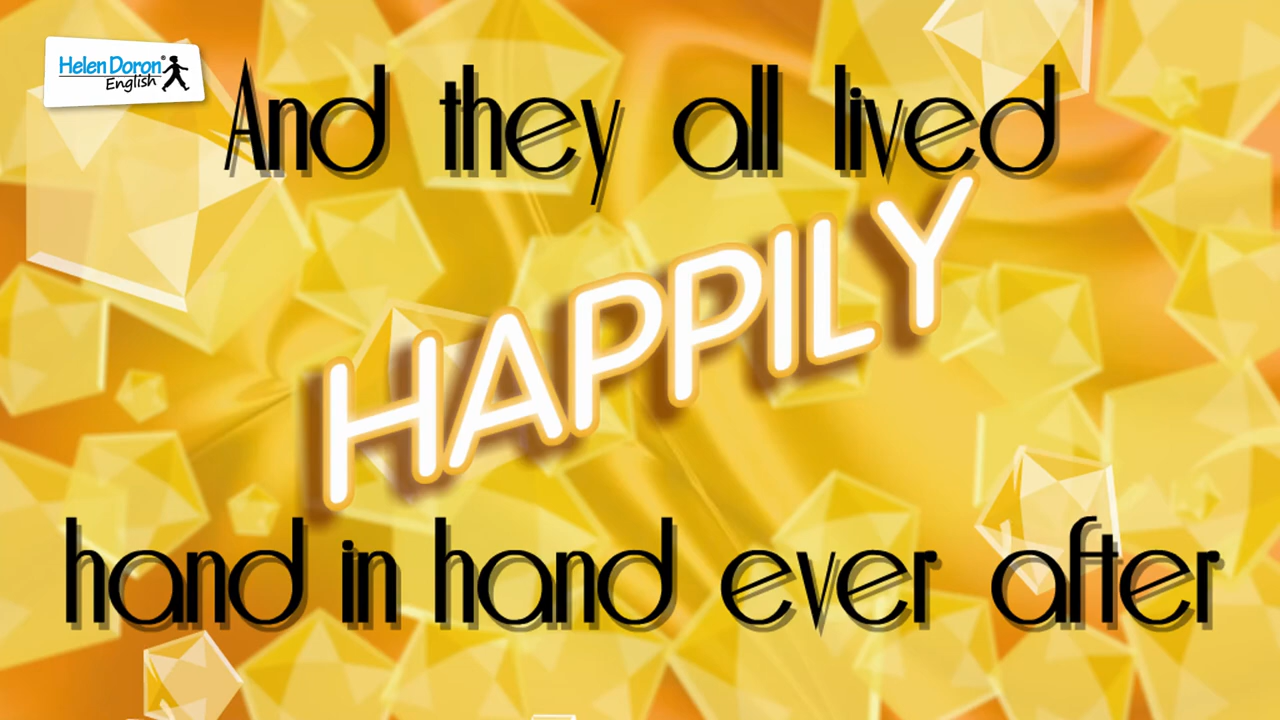 Helen Doron®
English
And they all lived
HAPPILY
hand in hand ever after